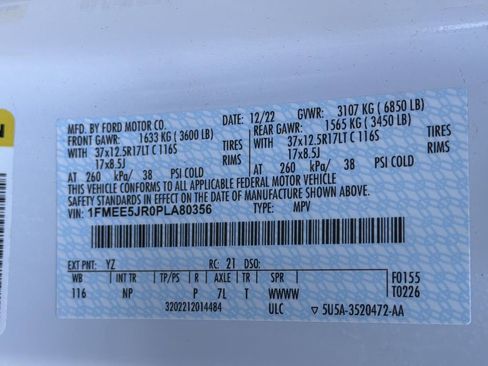 MFD. BY FORD MOTOR CO. 12/22 GVWR: 3107 KG ( 6850 LB)
FRONT GAWR: 1633 KG ( 3600 LB) REAR GAWR: 1565 KG ( 3450 LB)
WITH 37x12.5R17LT C 116S TIRES WITH 37x12.5R17LT C 116S TIRES
17x8.5J RIMS 17x8.5J RIMS
AT 260 kPa/ 38 PSI COLD AT 260 kPa/ 38 PSI COLD
THIS VEHICLE CONFORMS TO ALL APPLICABLE FEDERAL MOTOR VEHICLE
SAFETY STANDARDS IN EFFECT ON THE DATE OF MANUFACTURE SHOWN ABOVE.
VIN: 1FMEE5JR0PLA80356 TYPE: MPV
EXT PNT: YZ RC: 21 DSO:
WB INT TR TP/PS R AXLE TR SPR F0155
116 NP P 7L T WWWW T0226
3202212014484 ULC 5U5A-3520472-AA
N